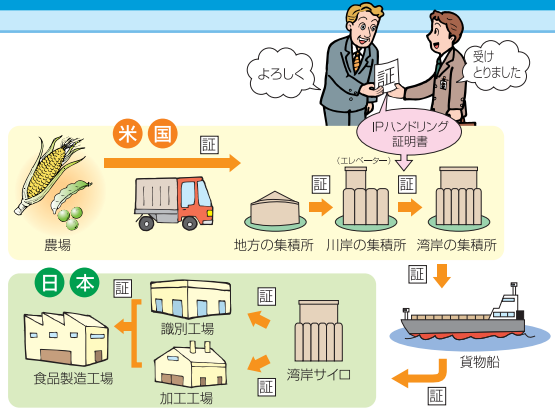 よろしく
証
受け
とりました
IPハンドリング
証明書
米国
証
農場
(エレベーター)
証
証
地方の集積所
川岸の集積所
湾岸の集積所
証
日本
証
識別工場
証
食品製造工場
加工工場
証
湾岸サイロ
貨物船
証